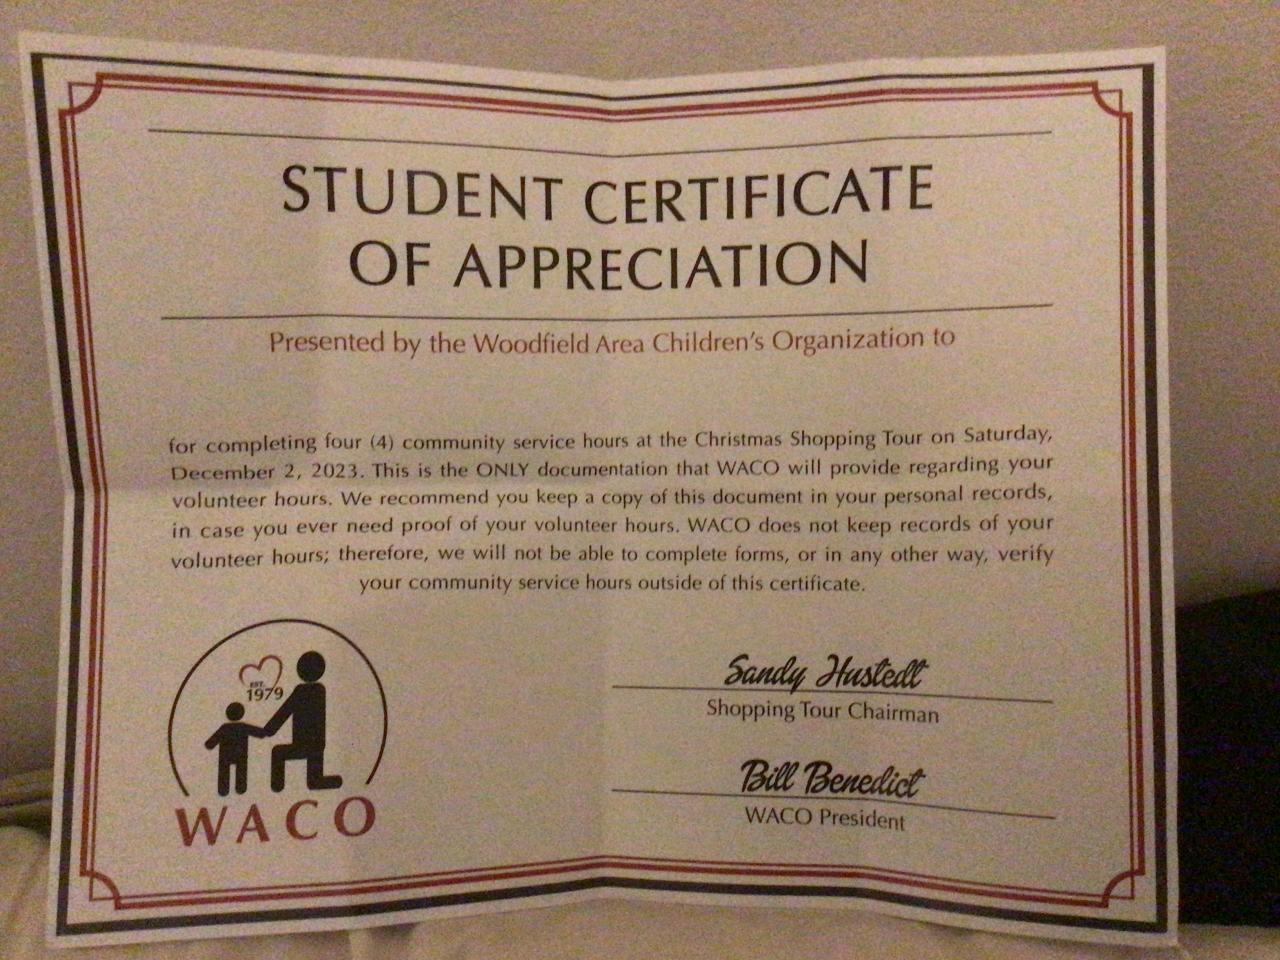 STUDENT CERTIFICATE
OF APPRECIATION
Presented by the Woodfield Area Children's Organization to
for completing four (4) community service hours at the Christmas Shopping Tour on Saturday,
December 2, 2023. This is the ONLY documentation that WACO will provide regarding your
volunteer hours. We recommend you keep a copy of this document in your personal records,
in case you ever need proof of your volunteer hours. WACO does not keep records of your
volunteer hours; therefore, we will not be able to complete forms, or in any other way, verify
your community service hours outside of this certificate.
EST.
1979
WACO
Sandy Hustedt
Shopping Tour Chairman
Bill Benedict
WACO President